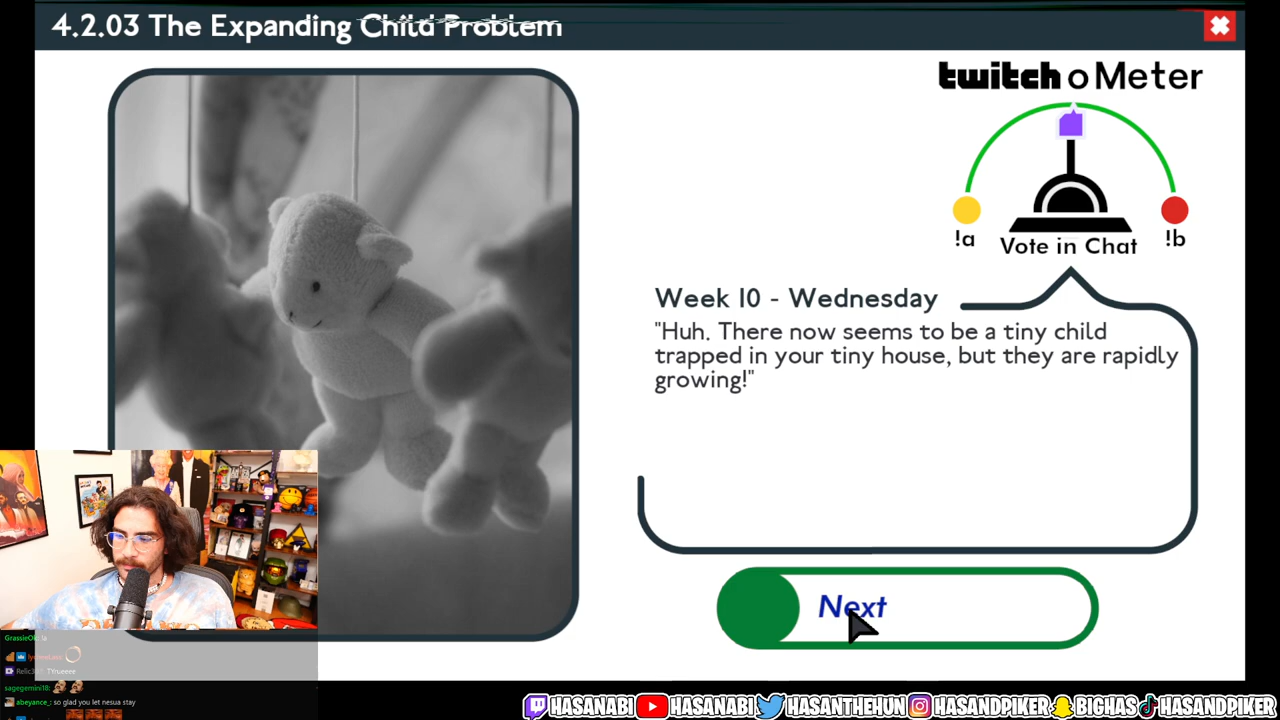 4.2.03 The Expanding Child Problem
twitch o Meter
!a
Vote in Chat
!b
Week 10 - Wednesday
"Huh. There now seems to be a tiny child
trapped in your tiny house, but they are rapidly
growing!"
Next
sagegemini18:
abeyance_: so glad you let nesua stay
HASANABI
HASANABI
HASANTHEHUN
HASANDPIKER
BIGHAS
HASANDPIKER